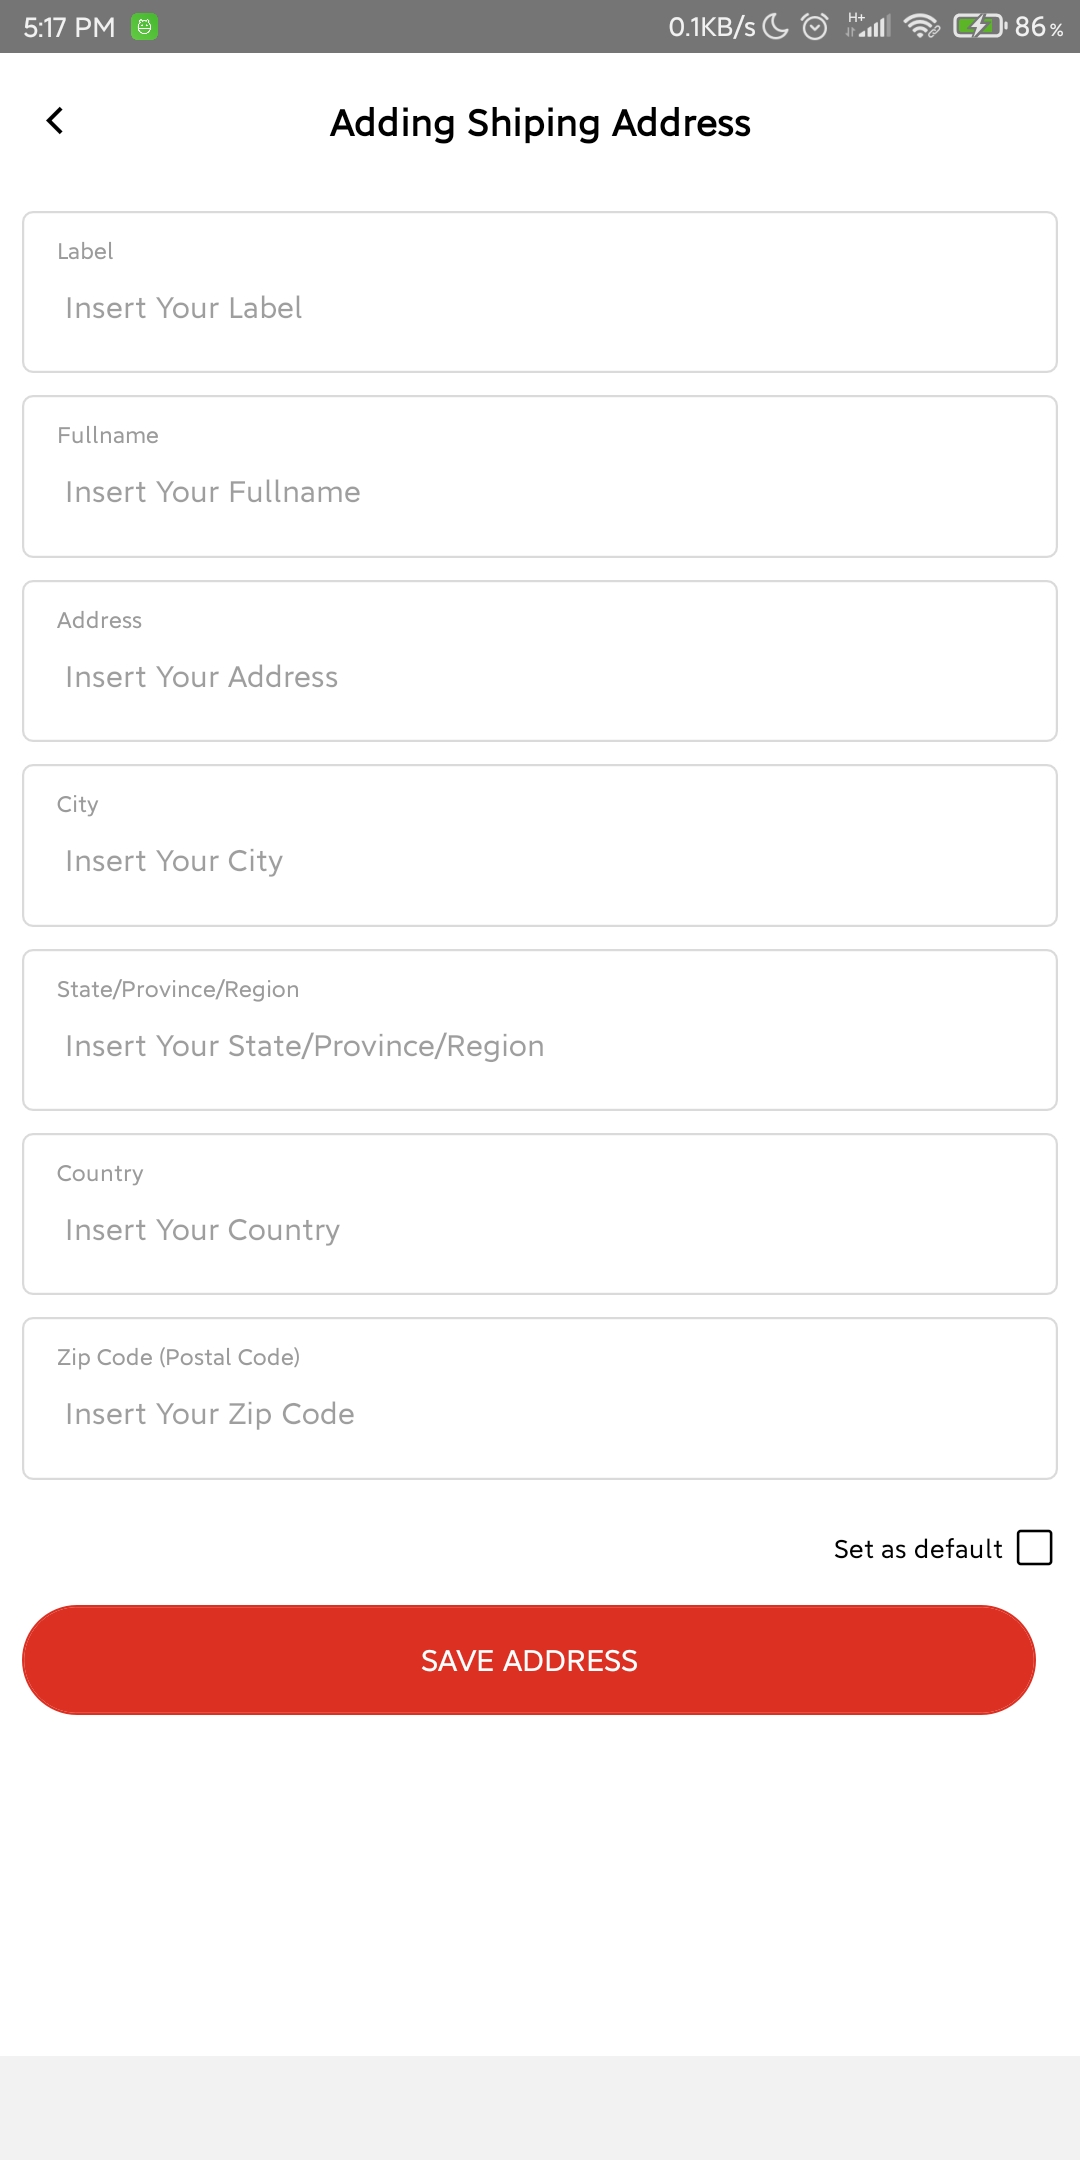 5:17 PM 0.1KB/s H+ 86%
Adding Shiping Address
Label
Insert Your Label
Fullname
Insert Your Fullname
Address
Insert Your Address
City
Insert Your City
State/Province/Region
Insert Your State/Province/Region
Country
Insert Your Country
Zip Code (Postal Code)
Insert Your Zip Code
Set as default
SAVE ADDRESS